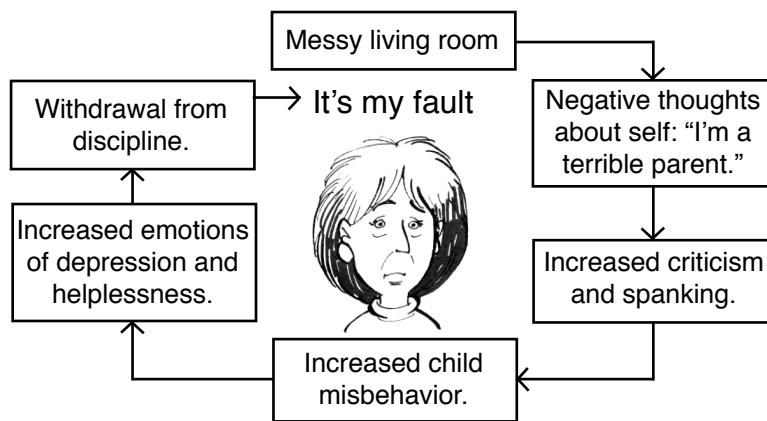 Messy living room
Negative thoughts
about self: “I’m a
terrible parent.”
Increased criticism
and spanking.
Increased child
misbehavior.
Increased emotions
of depression and
helplessness.
Withdrawal from
discipline.
It’s my fault